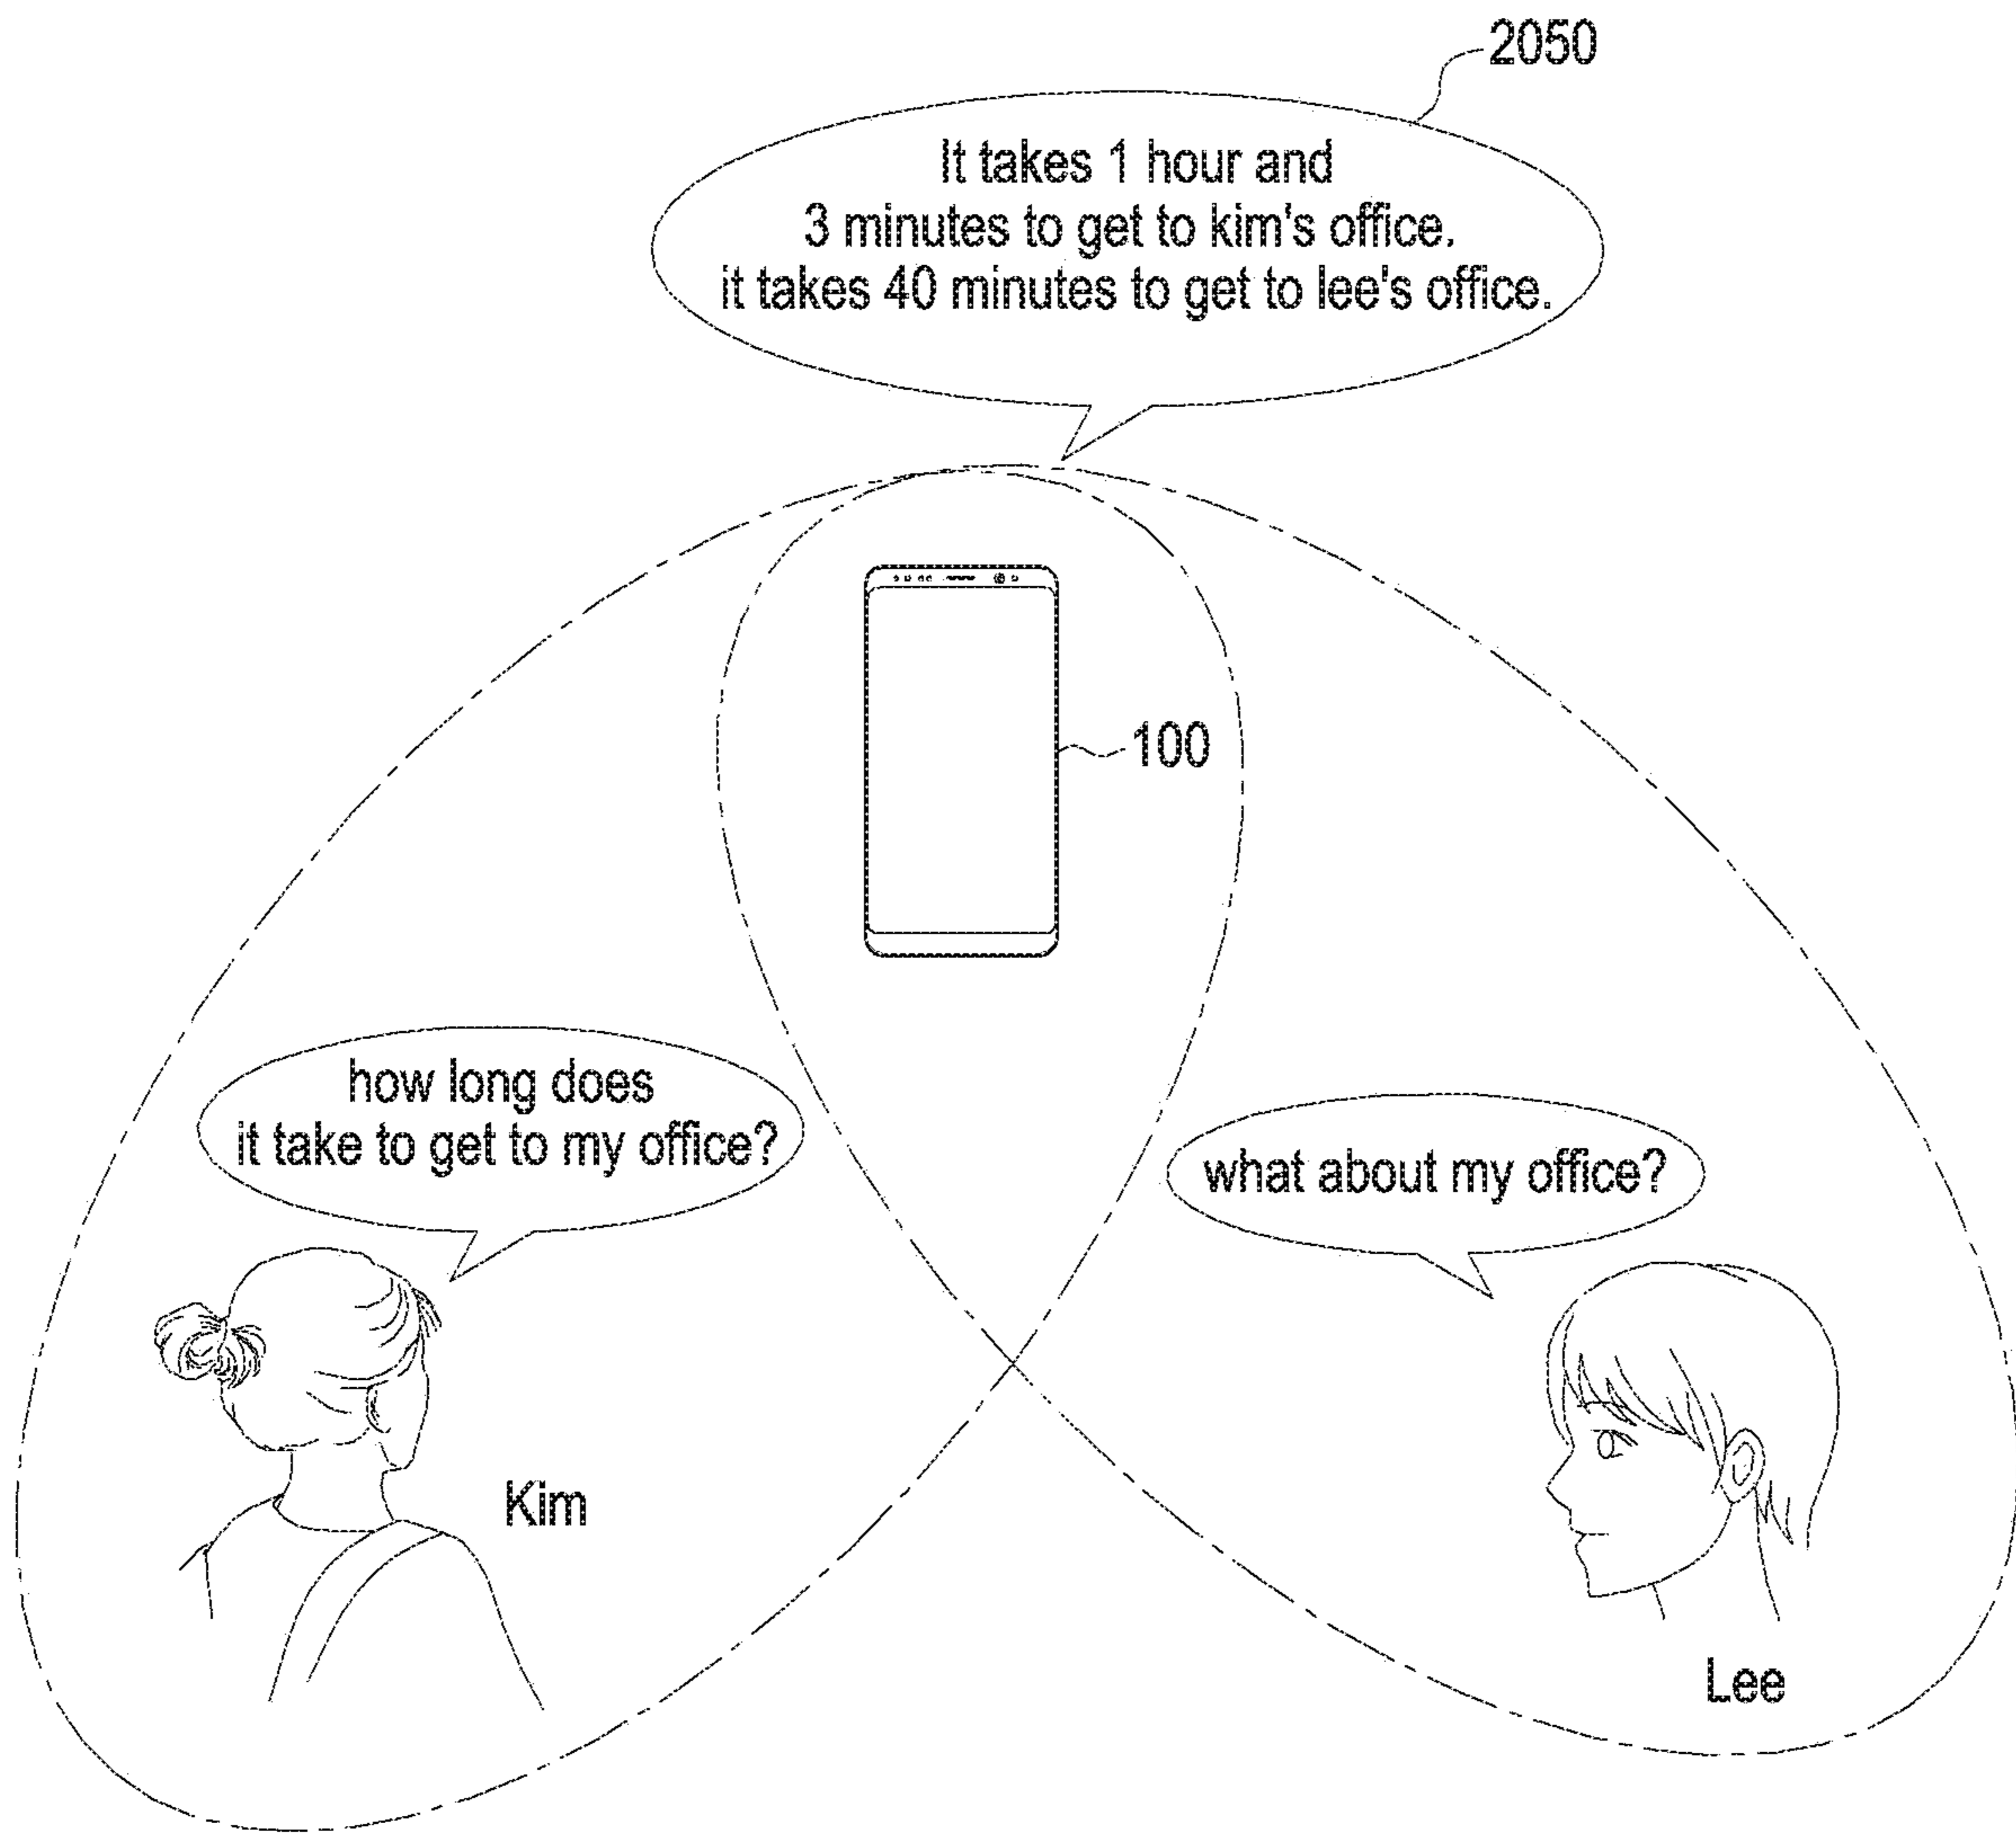 2050
It takes 1 hour and
3 minutes to get to kim's office.
it takes 40 minutes to get to lee's office.
100
how long does
it take to get to my office?
what about my office?
Kim
Lee